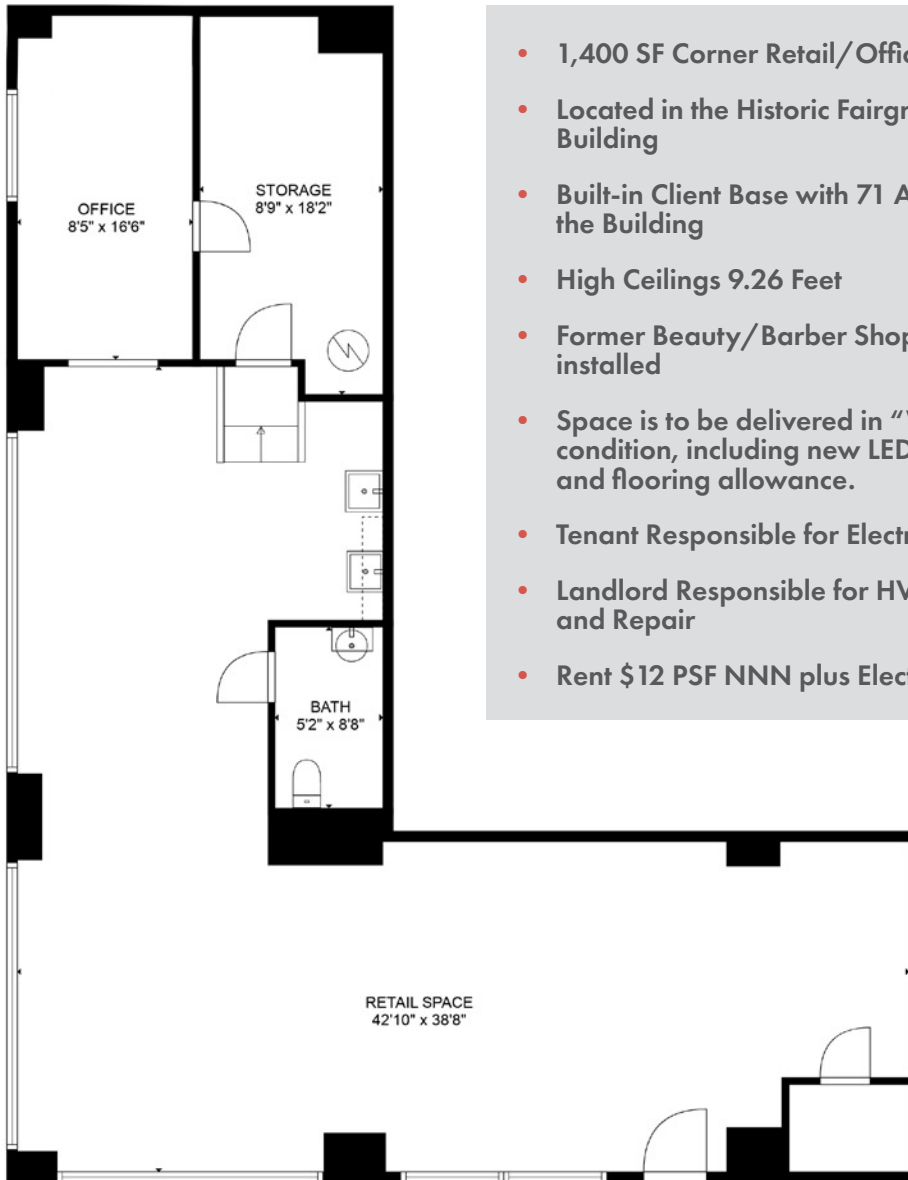 • 1,400 SF Corner Retail/Offic
• Located in the Historic Fairgr
Building
• Built-in Client Base with 71 A
the Building
• High Ceilings 9.26 Feet
• Former Beauty/Barber Shop
installed
• Space is to be delivered in “
condition, including new LED
and flooring allowance.
• Tenant Responsible for Electr
• Landlord Responsible for HV
and Repair
• Rent $12 PSF NNN plus Elec
OFFICE
8'5" x 16'6"
STORAGE
8'9" x 18'2"
BATH
5'2" x 8'8"
RETAIL SPACE
42'10" x 38'8"